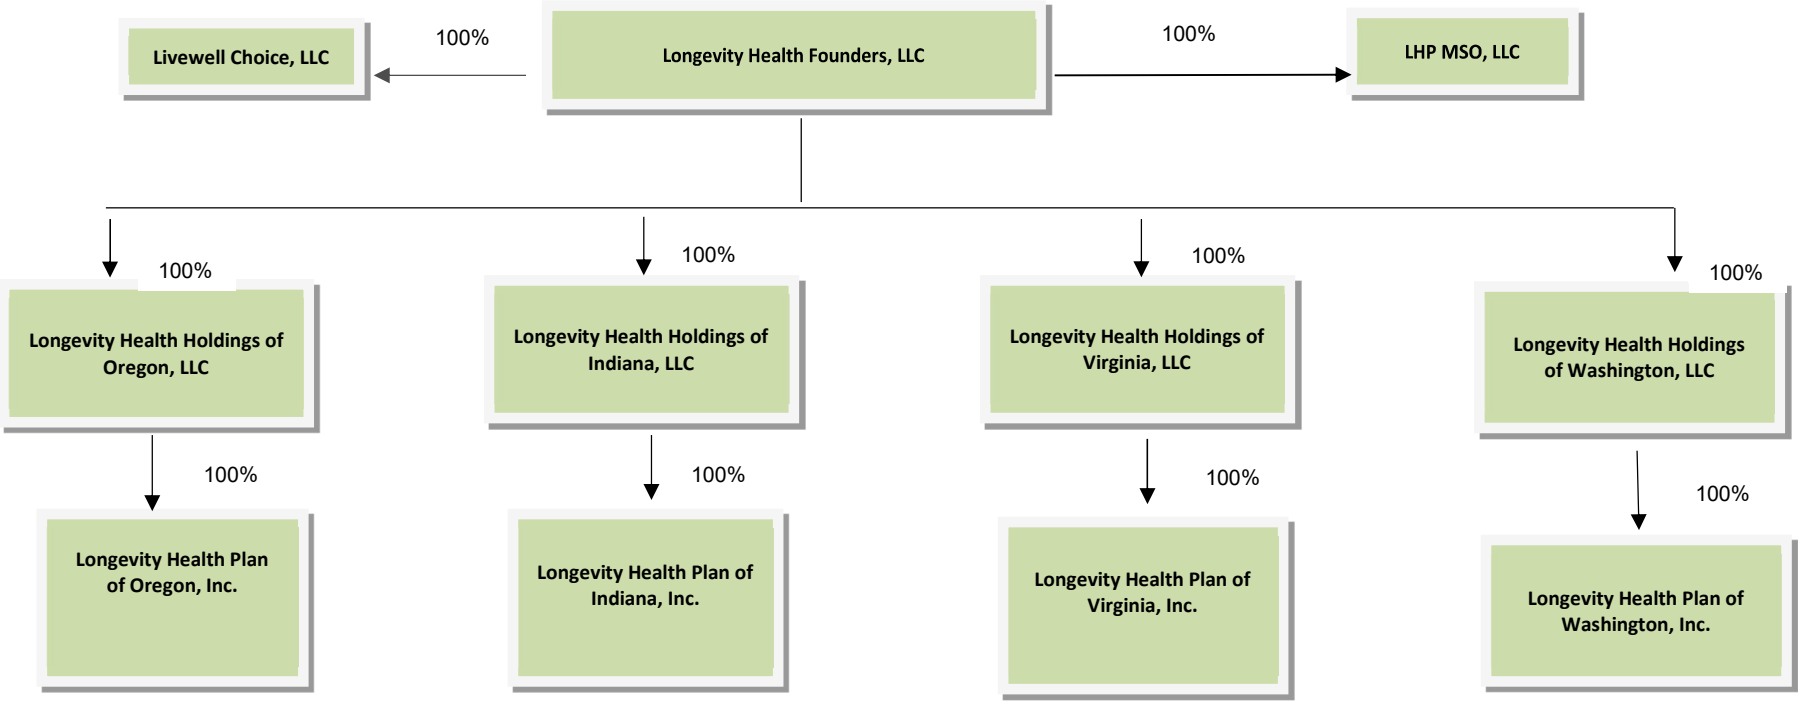 Livewell Choice, LLC
100%
Longevity Health Founders, LLC
100%
LHP MSO, LLC
100%
100%
100%
100%
Longevity Health Holdings of
Oregon, LLC
Longevity Health Holdings of
Indiana, LLC
Longevity Health Holdings of
Virginia, LLC
Longevity Health Holdings
of Washington, LLC
100%
100%
100%
100%
Longevity Health Plan
of Oregon, Inc.
Longevity Health Plan of
Indiana, Inc.
Longevity Health Plan of
Virginia, Inc.
Longevity Health Plan of
Washington, Inc.